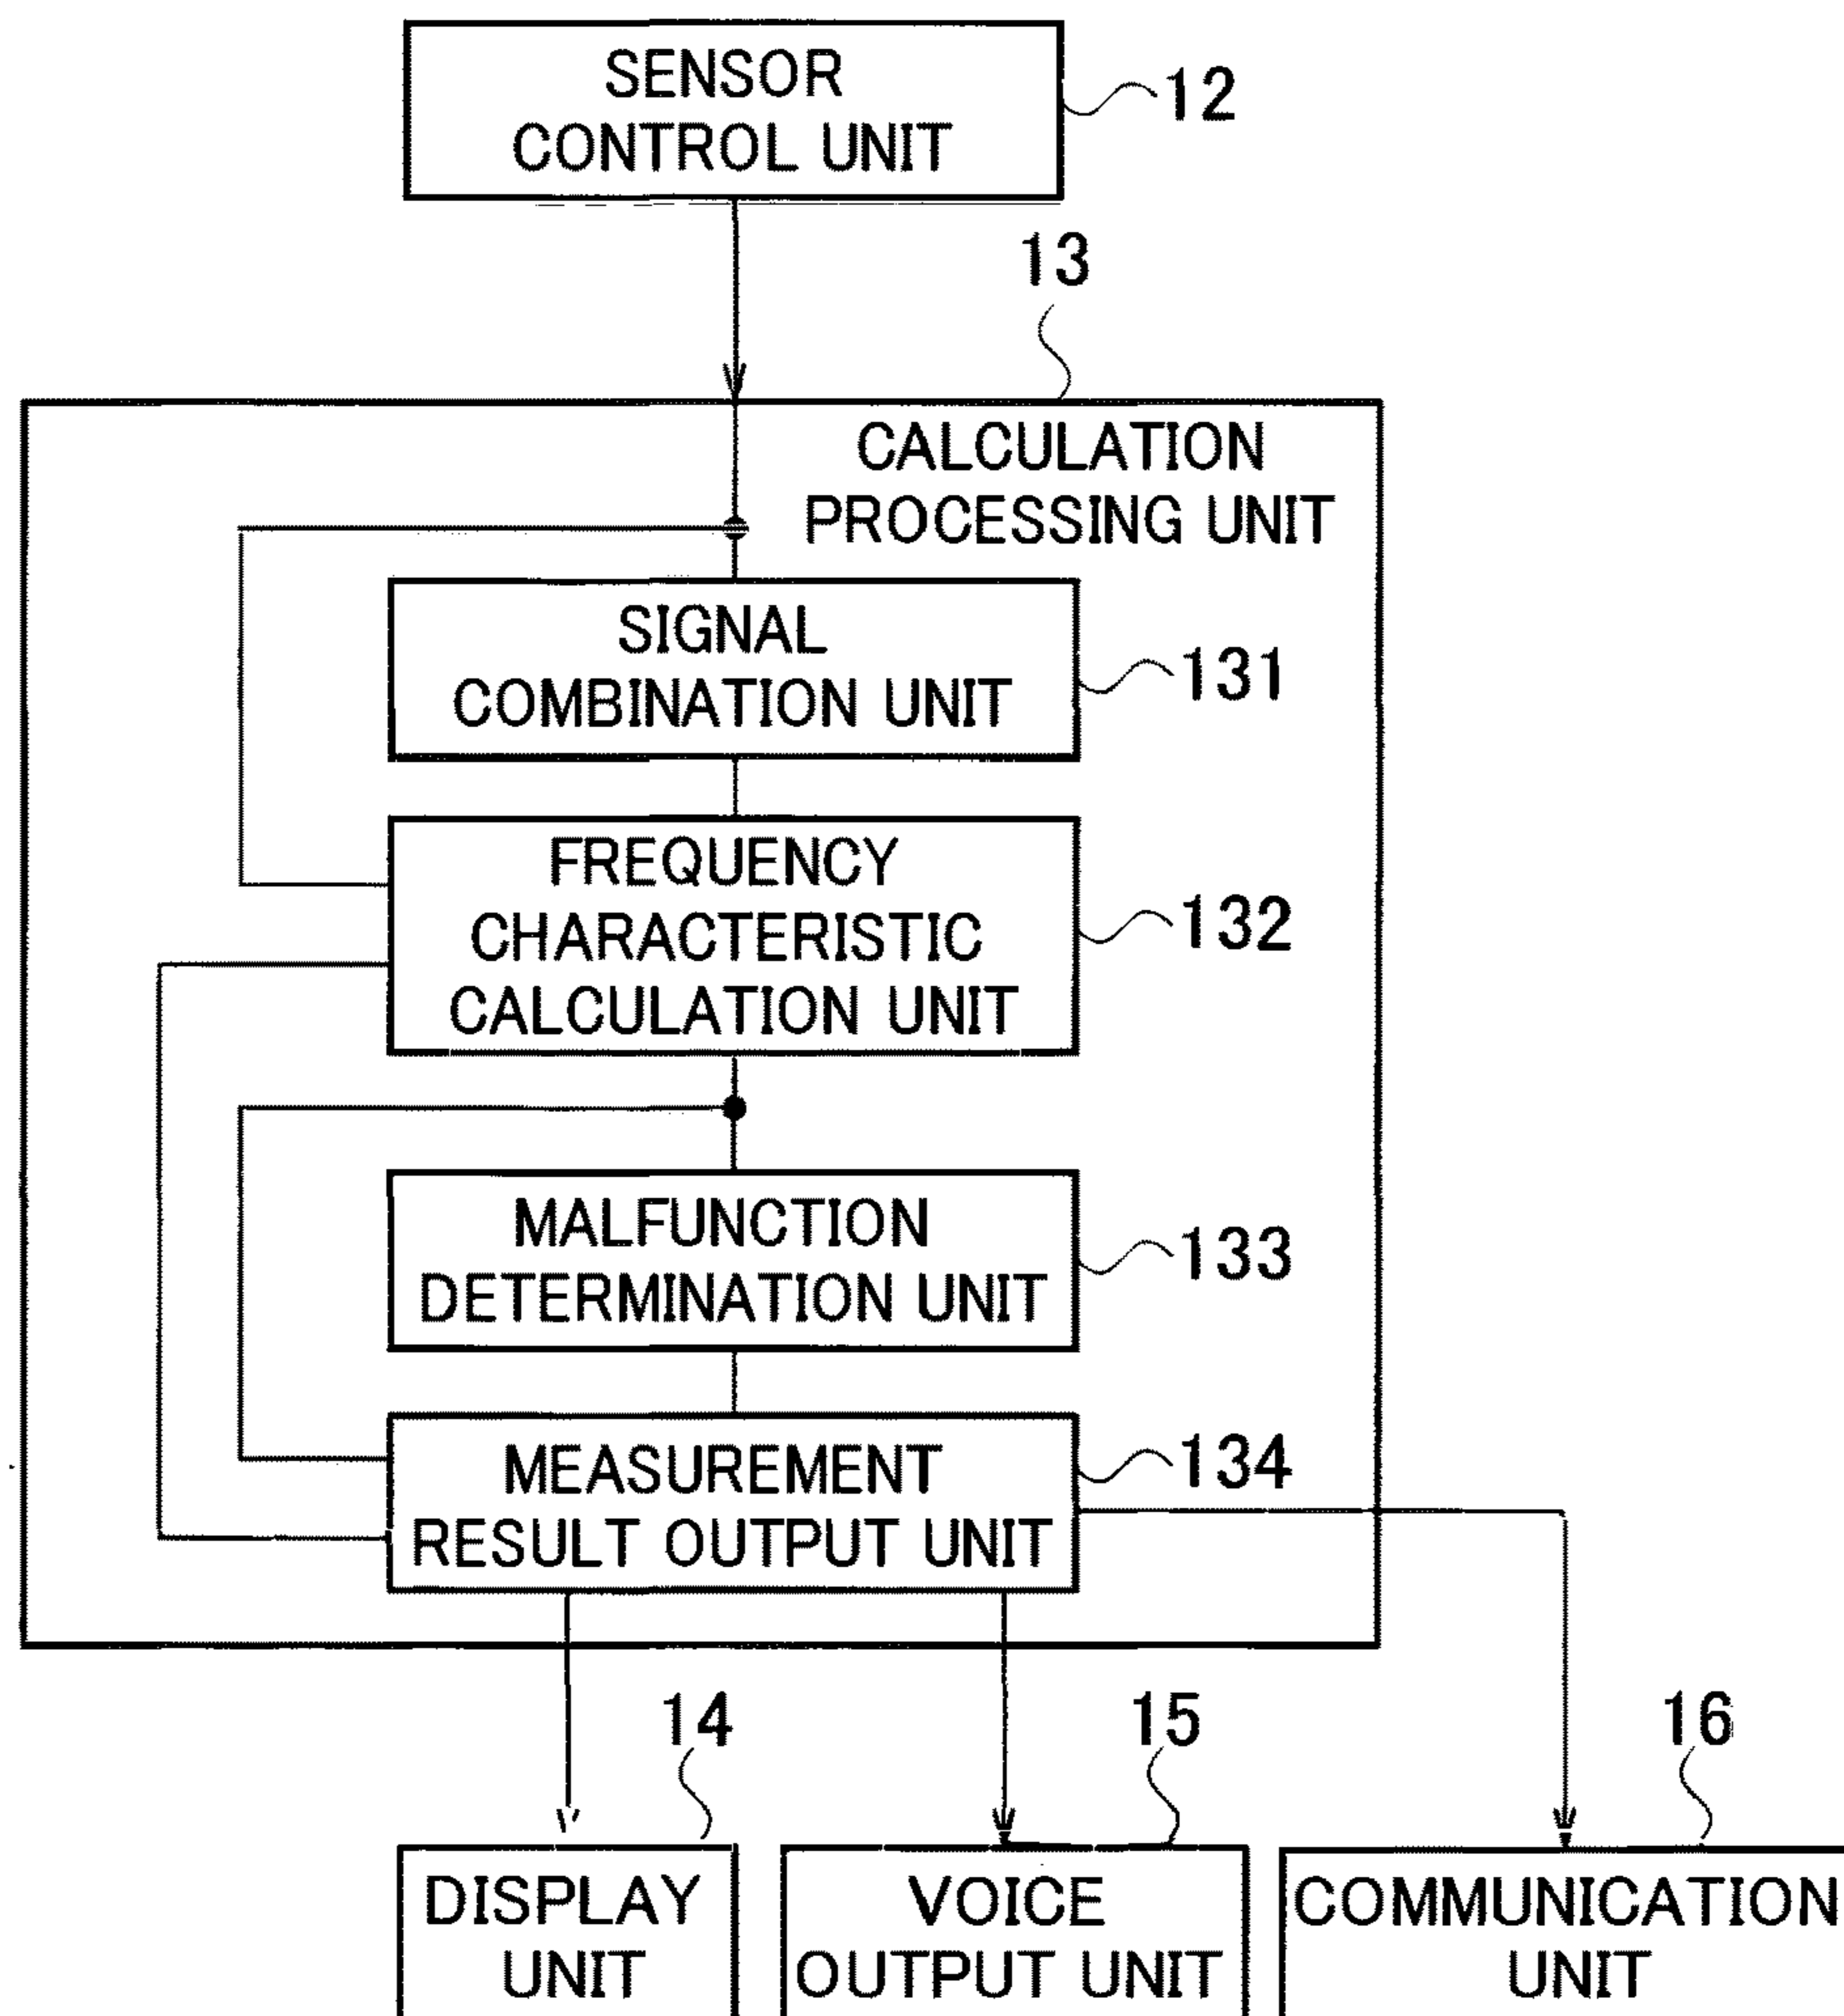 SENSOR
CONTROL UNIT
12
13
CALCULATION
PROCESSING UNIT
SIGNAL
COMBINATION UNIT
131
FREQUENCY
CHARACTERISTIC
CALCULATION UNIT
132
MALFUNCTION
DETERMINATION UNIT
133
MEASUREMENT
RESULT OUTPUT UNIT
134
14
15
16
DISPLAY
UNIT
VOICE
OUTPUT UNIT
COMMUNICATION
UNIT